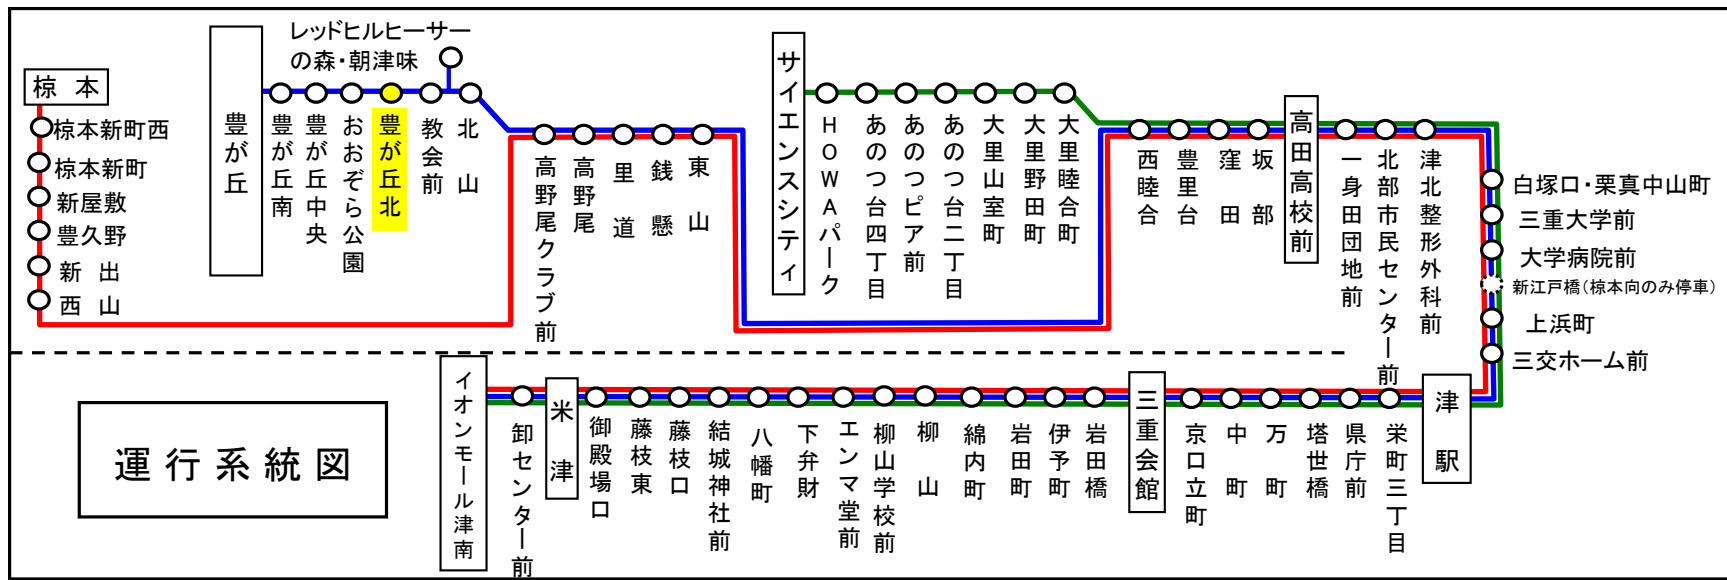 椋本
椋本新町西
椋本新町
新屋敷
豊久野
新出
西山
豊が丘
豊が丘南
豊が丘中央
おおぞら公園
豊が丘北
教会前
レッドヒルヒーサー
の森・朝津味
北山
高野尾クラブ前
高野尾
里道
銭懸
東山
サイエンスシティ
HOWAパーク
あのつ台四丁目
あのつピア前
あのつ台二丁目
大里山室町
大里野田町
大里睦合町
西睦合
豊里台
窪田
坂部
高田高校前
一身田団地前
北部市民センター前
津北整形外科前
白塚口・栗真中山町
三重大学前
大学病院前
新江戸橋(椋本向のみ停車)
上浜町
三交ホーム前
運行系統図
イオンモール津南
卸センター前
米津
御殿場口
藤枝東
藤枝口
結城神社前
八幡町
下弁財
エンマ堂前
柳山学校前
柳山
綿内町
岩田町
伊予町
岩田橋
三重会館
京口立町
中町
万町
塔世橋
県庁前
栄町三丁目
津駅